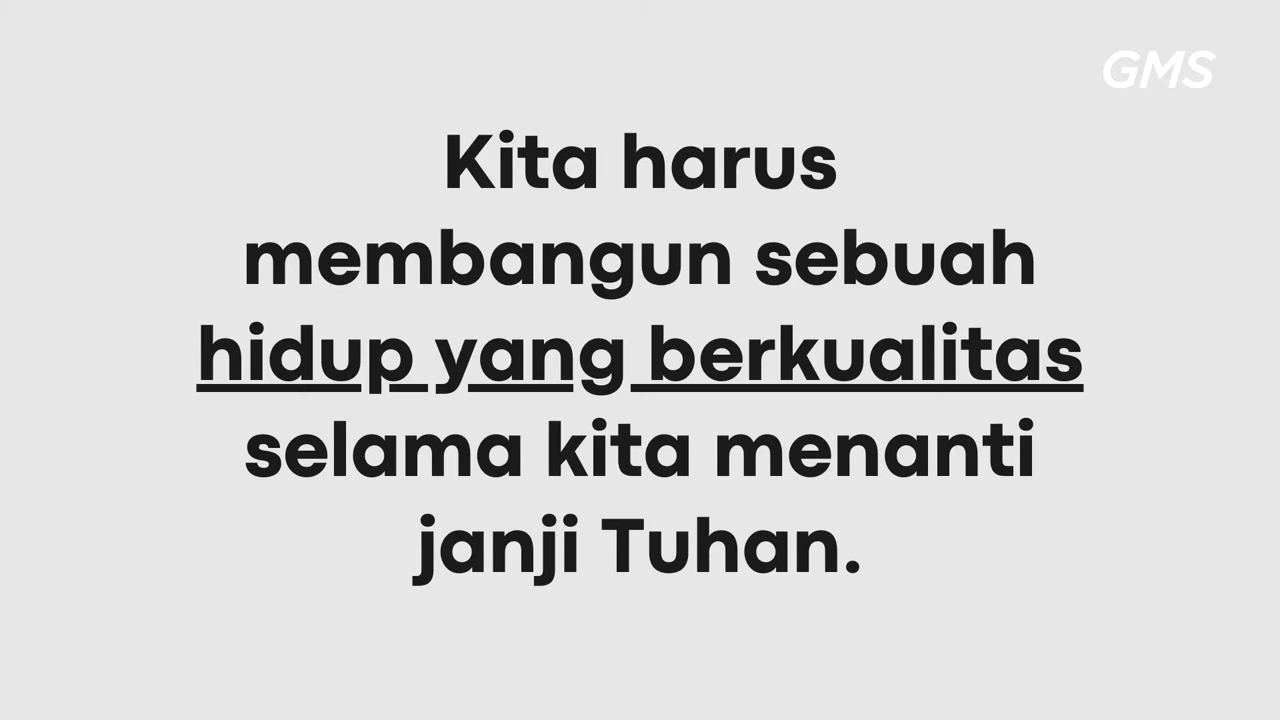 GMS
Kita harus
membangun sebuah
hidup yang berkualitas
selama kita menanti
janji Tuhan.